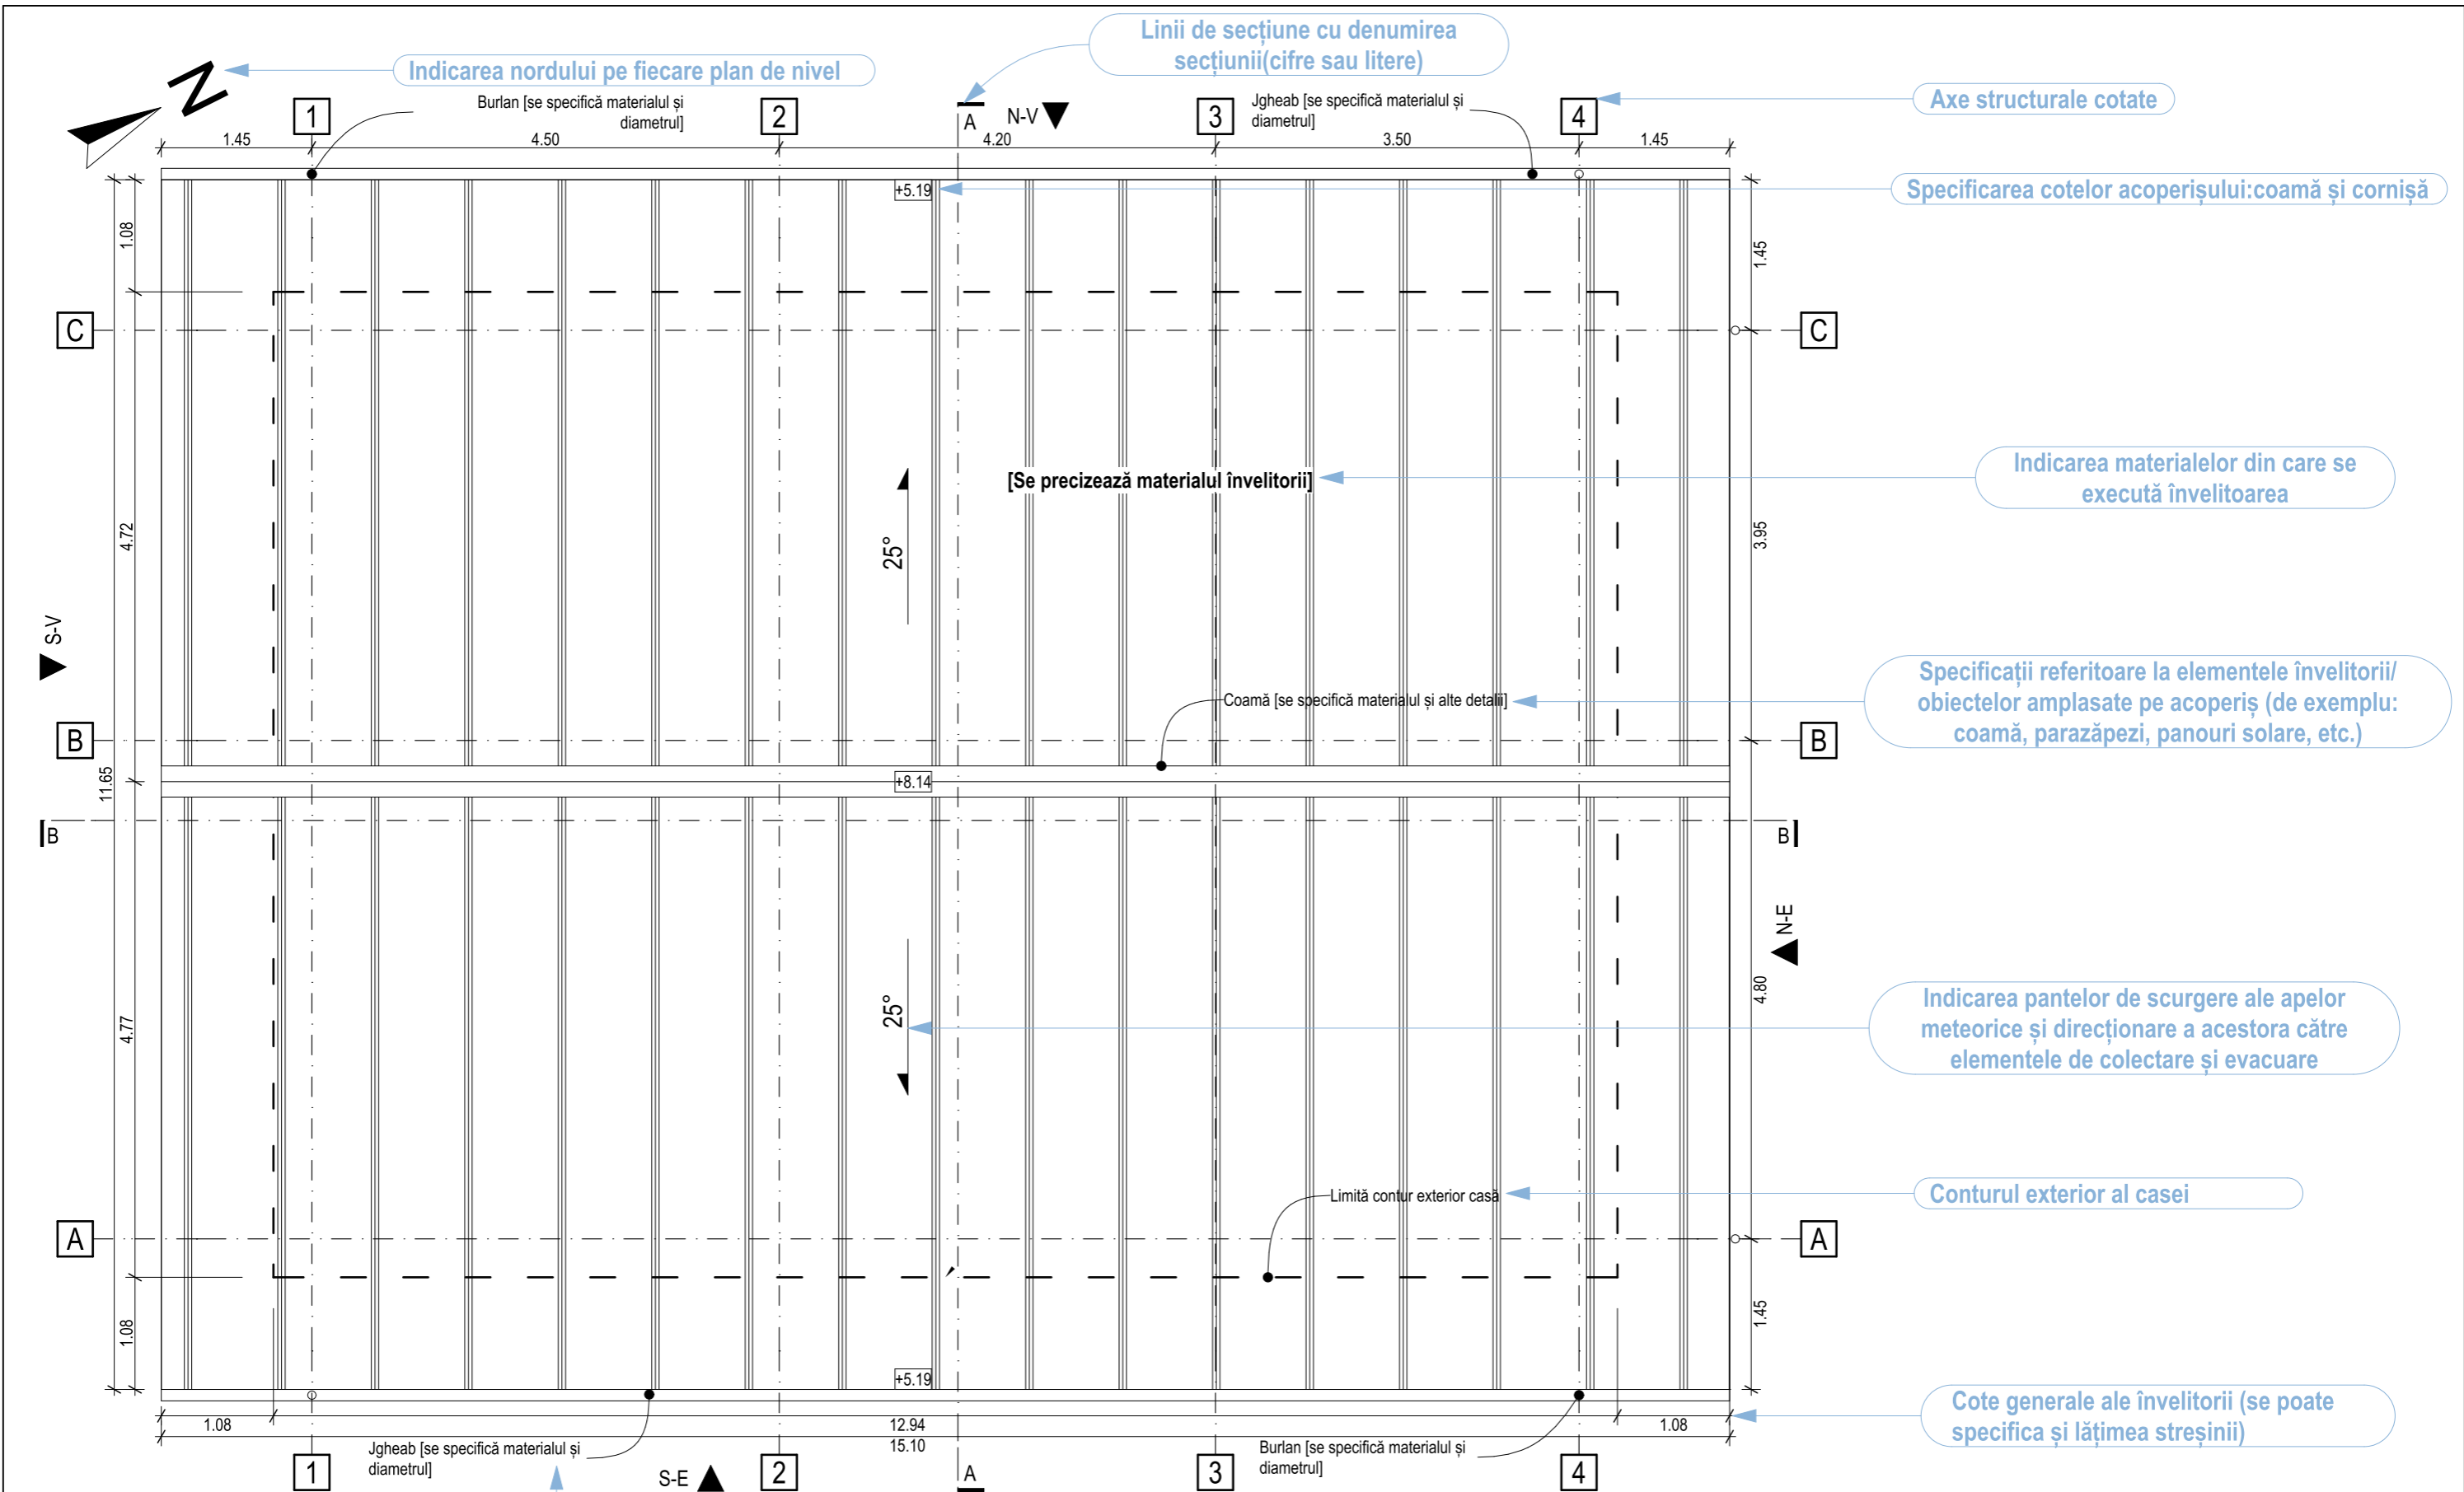 Linii de secțiune cu denumirea
secțiunii(cifre sau litere)
Indicarea nordului pe fiecare plan de nivel
N
Burlan [se specifică materialul și
diametrul]
A
N-V
Jgheab [se specifică materialul și
diametrul]
Axe structurale cotate
1
2
3
4
1.45
4.50
4.20
3.50
1.45
+5.19
Specificarea cotelor acoperișului:coamă și cornișă
1.08
1.45
C
C
[Se precizează materialul învelitorii]
Indicarea materialelor din care se
execută învelitoarea
25°
4.72
3.95
S-V
Coamă [se specifică materialul și alte detalii]
Specificații referitoare la elementele învelitorii/
obiectelor amplasate pe acoperiș (de exemplu:
coamă, parazăpezi, panouri solare, etc.)
B
B
11.65
+8.14
B
B
N-E
25°
4.77
4.80
Indicarea pantelor de scurgere ale apelor
meteorice și direcționare a acestora către
elementele de colectare și evacuare
Limită contur exterior casă
Conturul exterior al casei
A
A
1.08
1.45
+5.19
1.08
12.94
1.08
15.10
Cote generale ale învelitorii (se poate
specifica și lățimea streșinii)
Jgheab [se specifică materialul și
diametrul]
Burlan [se specifică materialul și
diametrul]
1
S-E
2
A
3
4